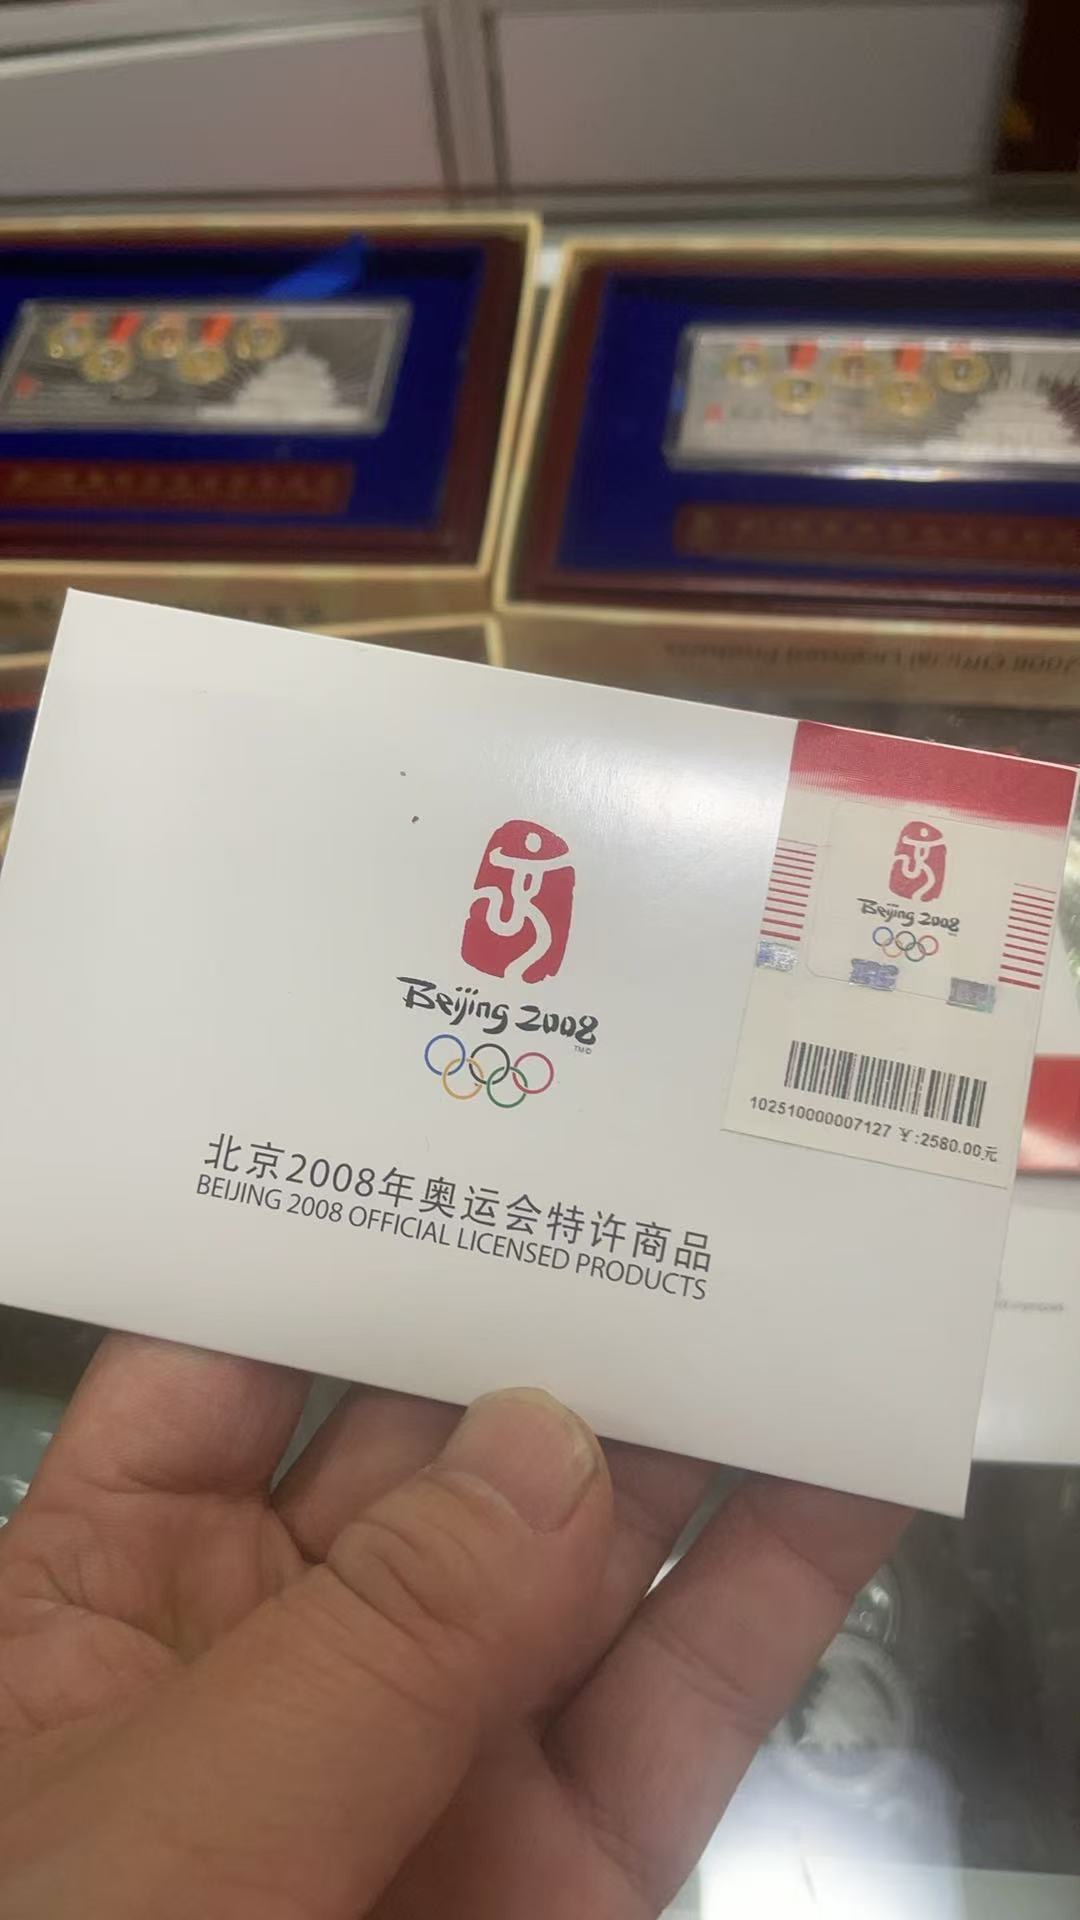 Beijing 2008
TM©
北京2008年奥运会特许商品
BEIJING 2008 OFFICIAL LICENSED PRODUCTS
Beijing 2008
102510000007127 ￥:2580.00元